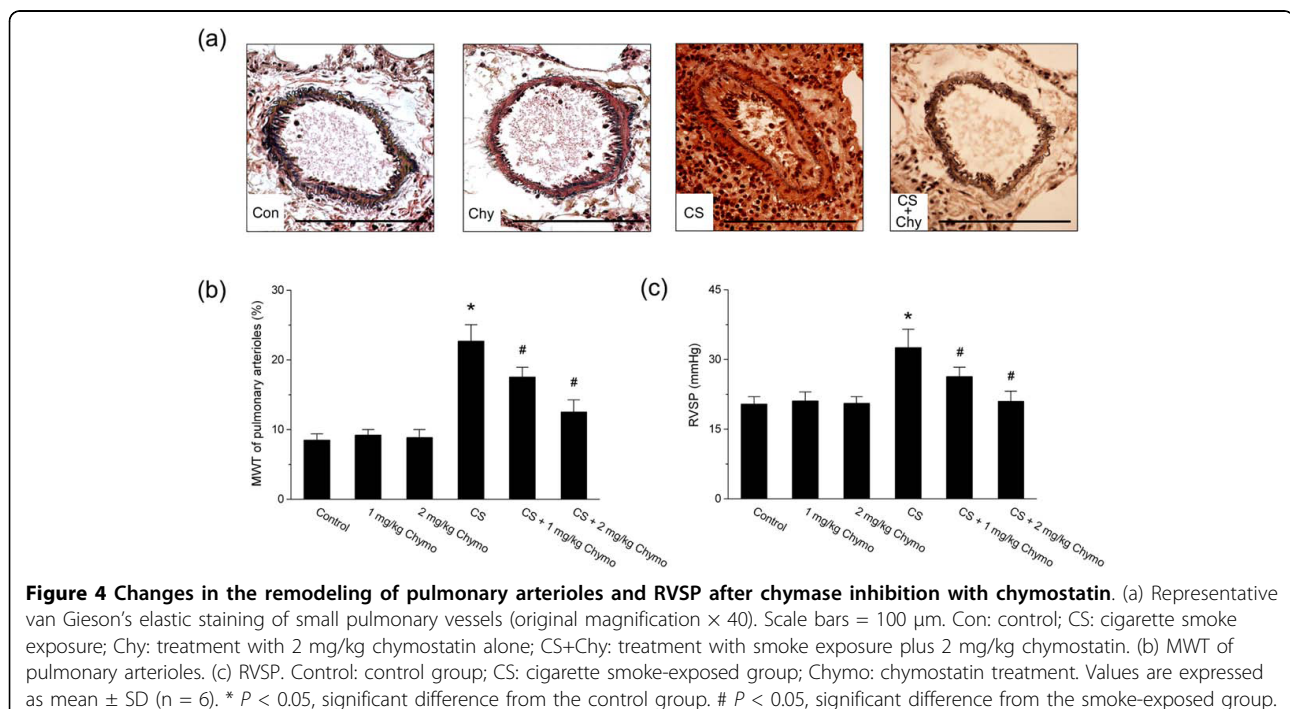 (a)
Con
Chy
CS
CS
+
Chy
(b)
MWT of pulmonary arterioles (%)
30
20
10
0
*
#
#
Control
1 mg/kg Chymo
2 mg/kg Chymo
CS
CS + 1 mg/kg Chymo
CS + 2 mg/kg Chymo
(c)
RVSP (mmHg)
45
30
15
0
*
#
#
Control
1 mg/kg Chymo
2 mg/kg Chymo
CS
CS + 1 mg/kg Chymo
CS + 2 mg/kg Chymo
Figure 4 Changes in the remodeling of pulmonary arterioles and RVSP after chymase inhibition with chymostatin. (a) Representative
van Gieson's elastic staining of small pulmonary vessels (original magnification × 40). Scale bars = 100 μm. Con: control; CS: cigarette smoke
exposure; Chy: treatment with 2 mg/kg chymostatin alone; CS+Chy: treatment with smoke exposure plus 2 mg/kg chymostatin. (b) MWT of
pulmonary arterioles. (c) RVSP. Control: control group; CS: cigarette smoke-exposed group; Chymo: chymostatin treatment. Values are expressed
as mean ± SD (n = 6). * P < 0.05, significant difference from the control group. # P < 0.05, significant difference from the smoke-exposed group.